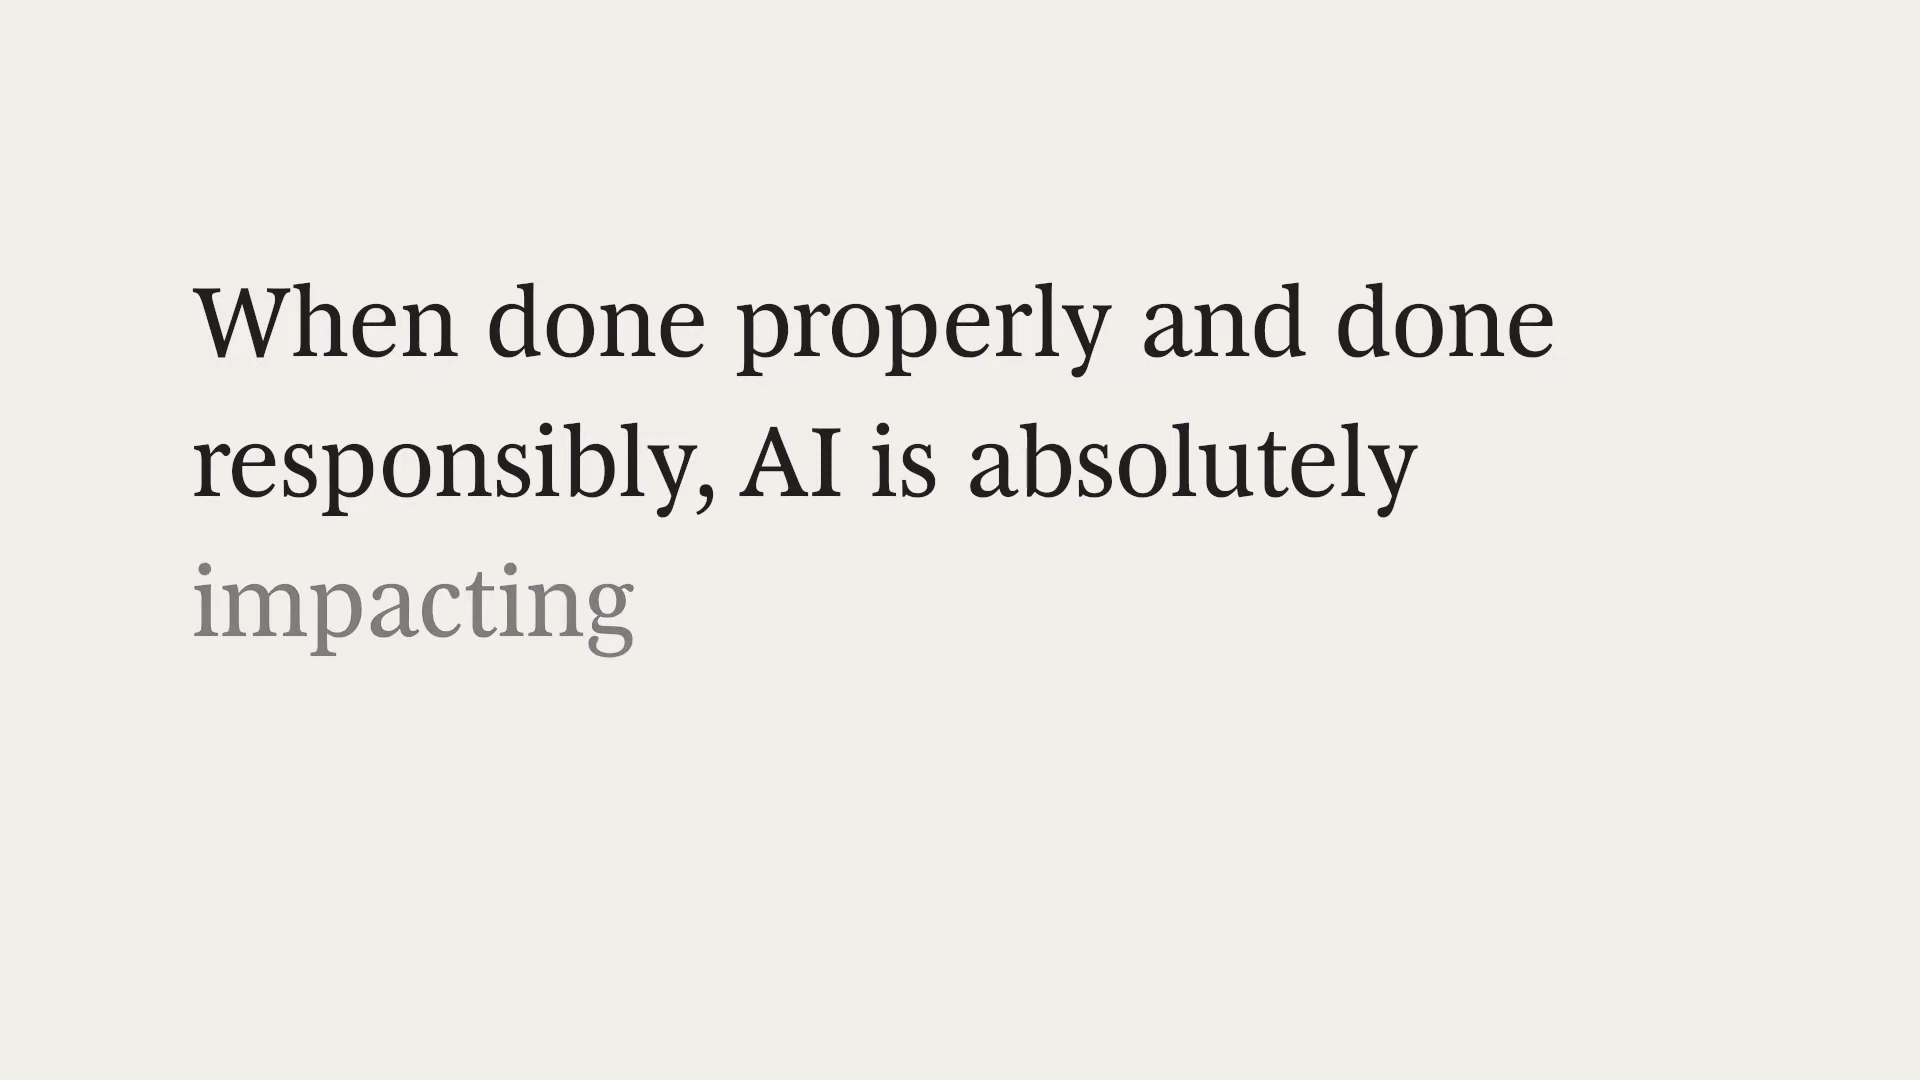 When done properly and done
responsibly, AI is absolutely
impacting